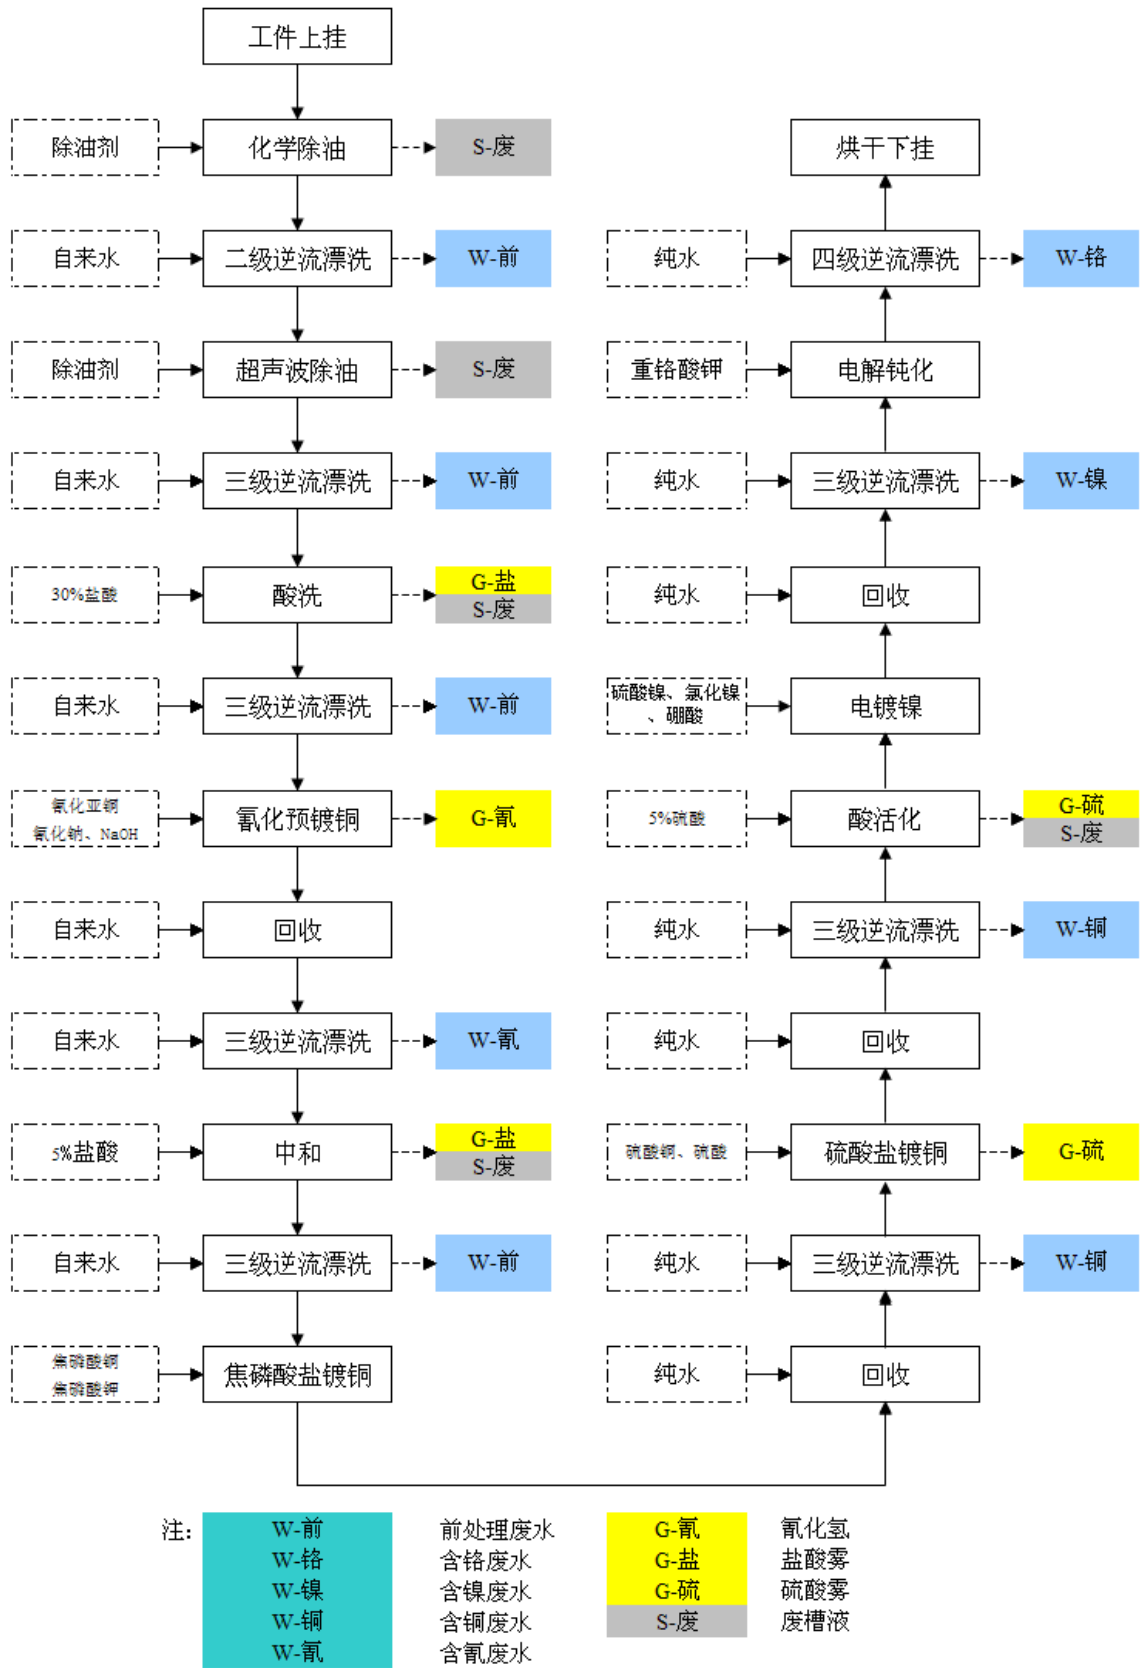 工件上挂
除油剂
化学除油
S-废
自来水
二级逆流漂洗
W-前
除油剂
超声波除油
S-废
自来水
三级逆流漂洗
W-前
30%盐酸
酸洗
G-盐
S-废
自来水
三级逆流漂洗
W-前
氰化亚铜
氰化钠、NaOH
氰化预镀铜
G-氰
自来水
回收
自来水
三级逆流漂洗
W-氰
5%盐酸
中和
G-盐
S-废
自来水
三级逆流漂洗
W-前
焦磷酸铜
焦磷酸钾
焦磷酸盐镀铜
烘干下挂
纯水
四级逆流漂洗
W-铬
重铬酸钾
电解钝化
纯水
三级逆流漂洗
W-镍
纯水
回收
硫酸镍、氯化镍
、硼酸
电镀镍
5%硫酸
酸活化
G-硫
S-废
纯水
三级逆流漂洗
W-铜
纯水
回收
硫酸铜、硫酸
硫酸盐镀铜
G-硫
纯水
三级逆流漂洗
W-铜
纯水
回收
注：
W-前 前处理废水
W-铬 含铬废水
W-镍 含镍废水
W-铜 含铜废水
W-氰 含氰废水
G-氰 氰化氢
G-盐 盐酸雾
G-硫 硫酸雾
S-废 废槽液